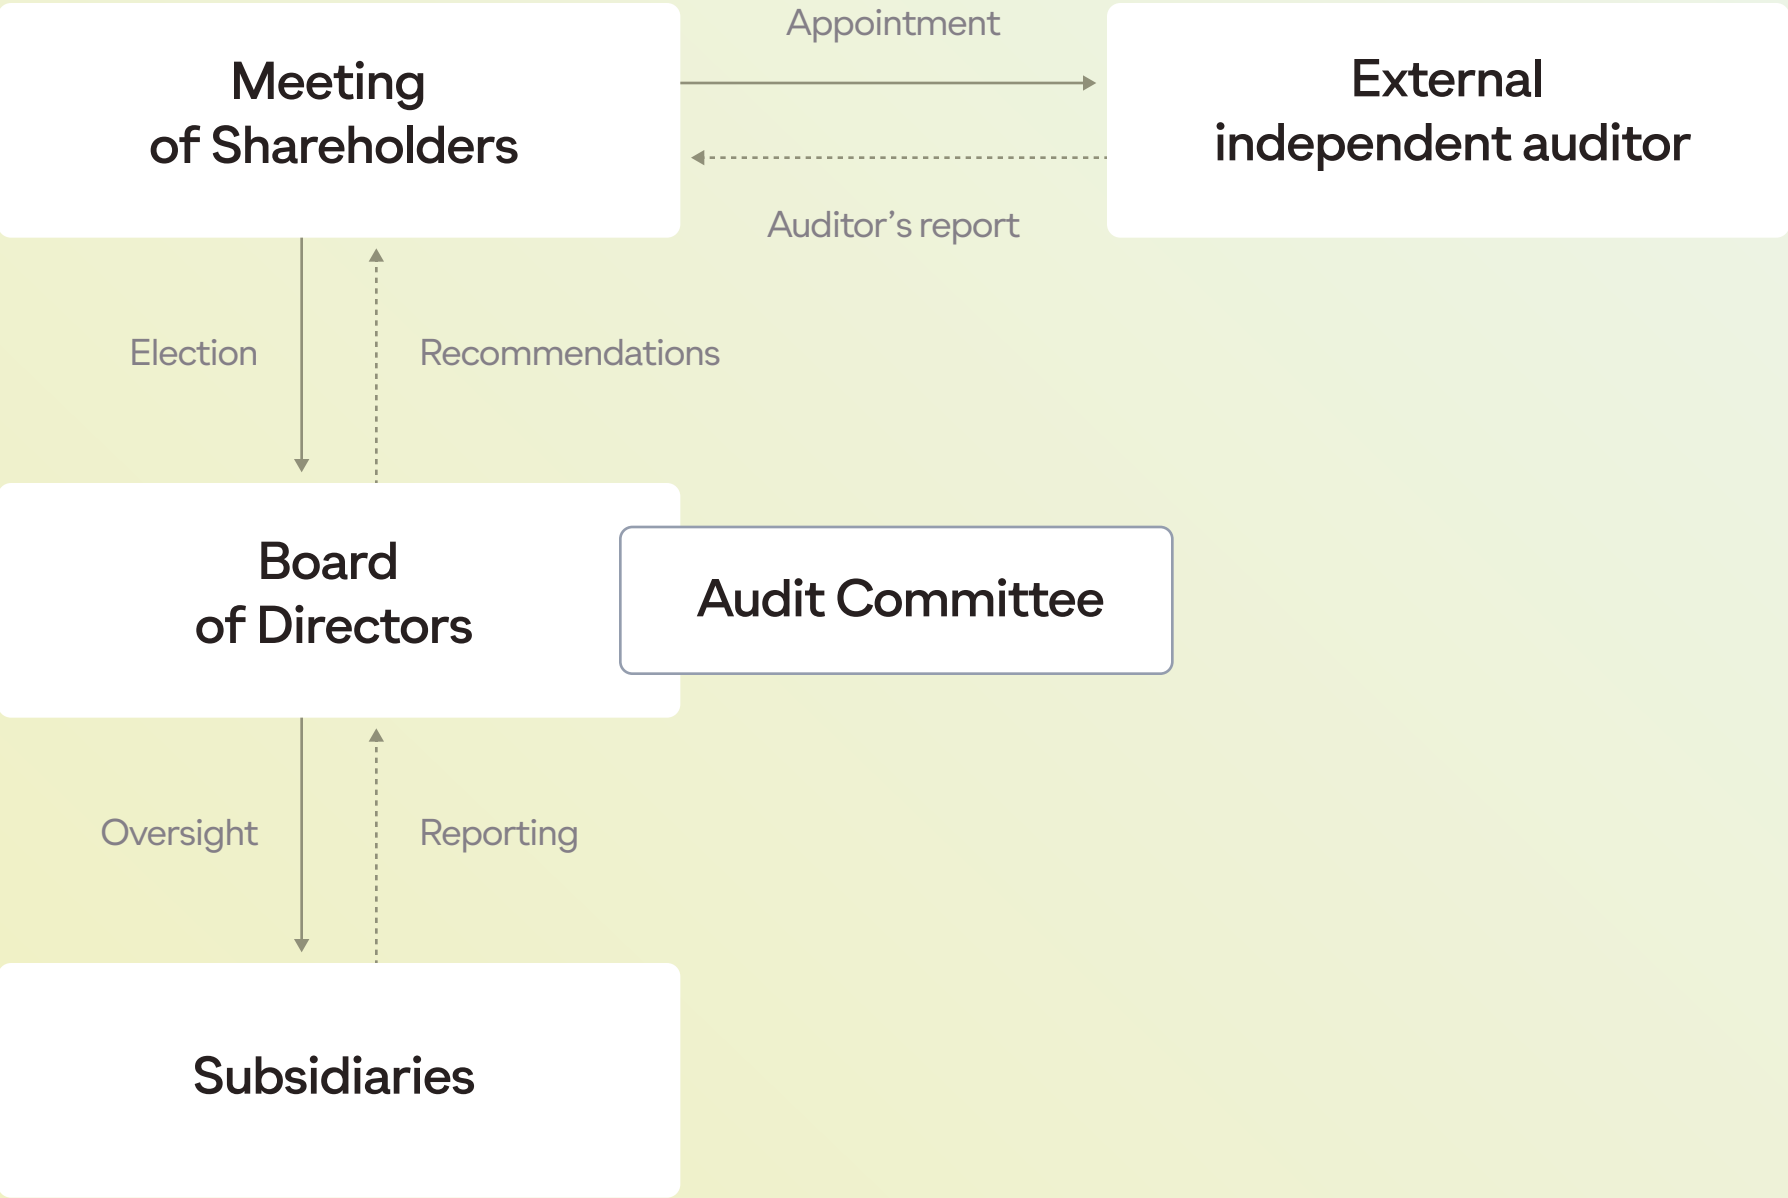 Meeting
of Shareholders
Appointment
External
independent auditor
Auditor’s report
Election
Recommendations
Board
of Directors
Audit Committee
Oversight
Reporting
Subsidiaries